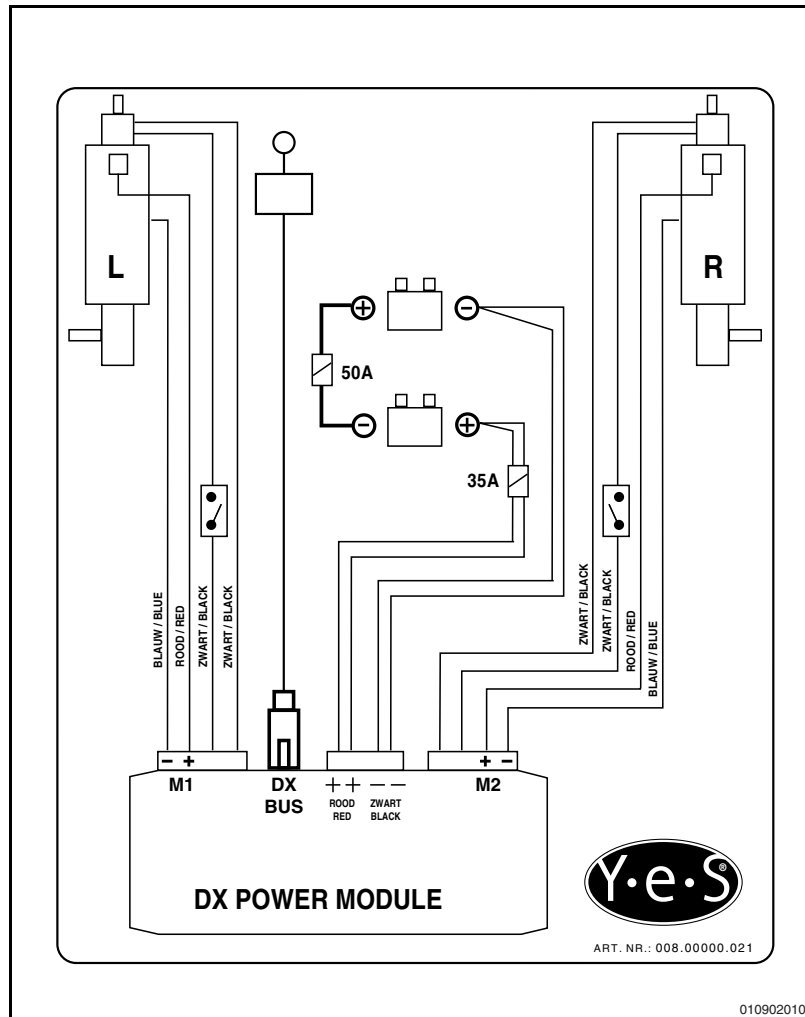 L
R
+
-
50A
-
+
35A
BLAUW / BLUE
ROOD / RED
ZWART / BLACK
ZWART / BLACK
ZWART / BLACK
ZWART / BLACK
ROOD / RED
BLAUW / BLUE
- +
M1
DX
BUS
+ + - -
ROOD
RED
ZWART
BLACK
+ -
M2
DX POWER MODULE
Y·e·S®
ART. NR.: 008.00000.021
010902010